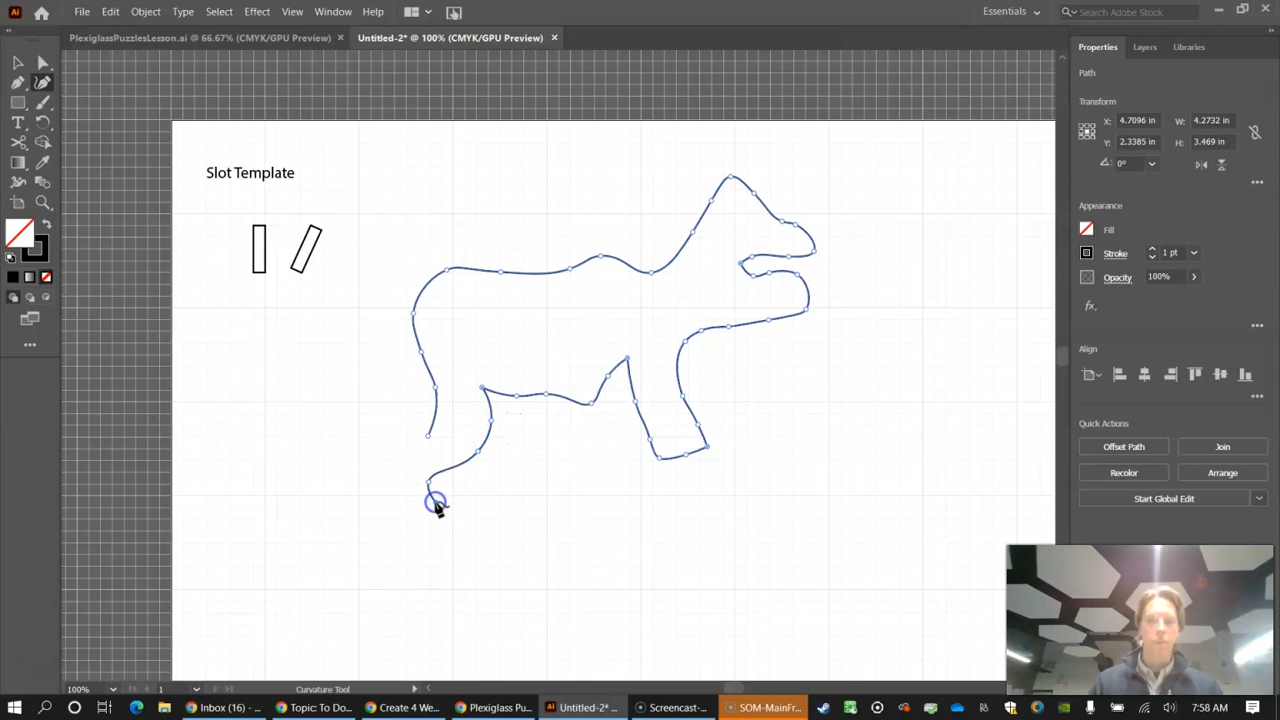 Ai File Edit Object Type Select Effect View Window Help Essentials Search Adobe Stock
PlexiglassPuzzlesLesson.ai @ 66.67% (CMYK/GPU Preview) × Untitled-2* @ 100% (CMYK/GPU Preview) ×
Properties Layers Libraries
Path
Transform
X: 4.7096 in W: 4.2732 in
Y: 2.3385 in H: 3.469 in
0°
Appearance
Fill
Stroke 1 pt
Opacity 100%
fx.
Align
Quick Actions
Offset Path Join
Recolor Arrange
Start Global Edit
Slot Template
100% 1 Curvature Tool
Inbox (16) - ... Topic To Do... Create 4 We... Plexiglass Pu... Untitled-2* ... Screencast-... SOM-MainFr... 7:58 AM